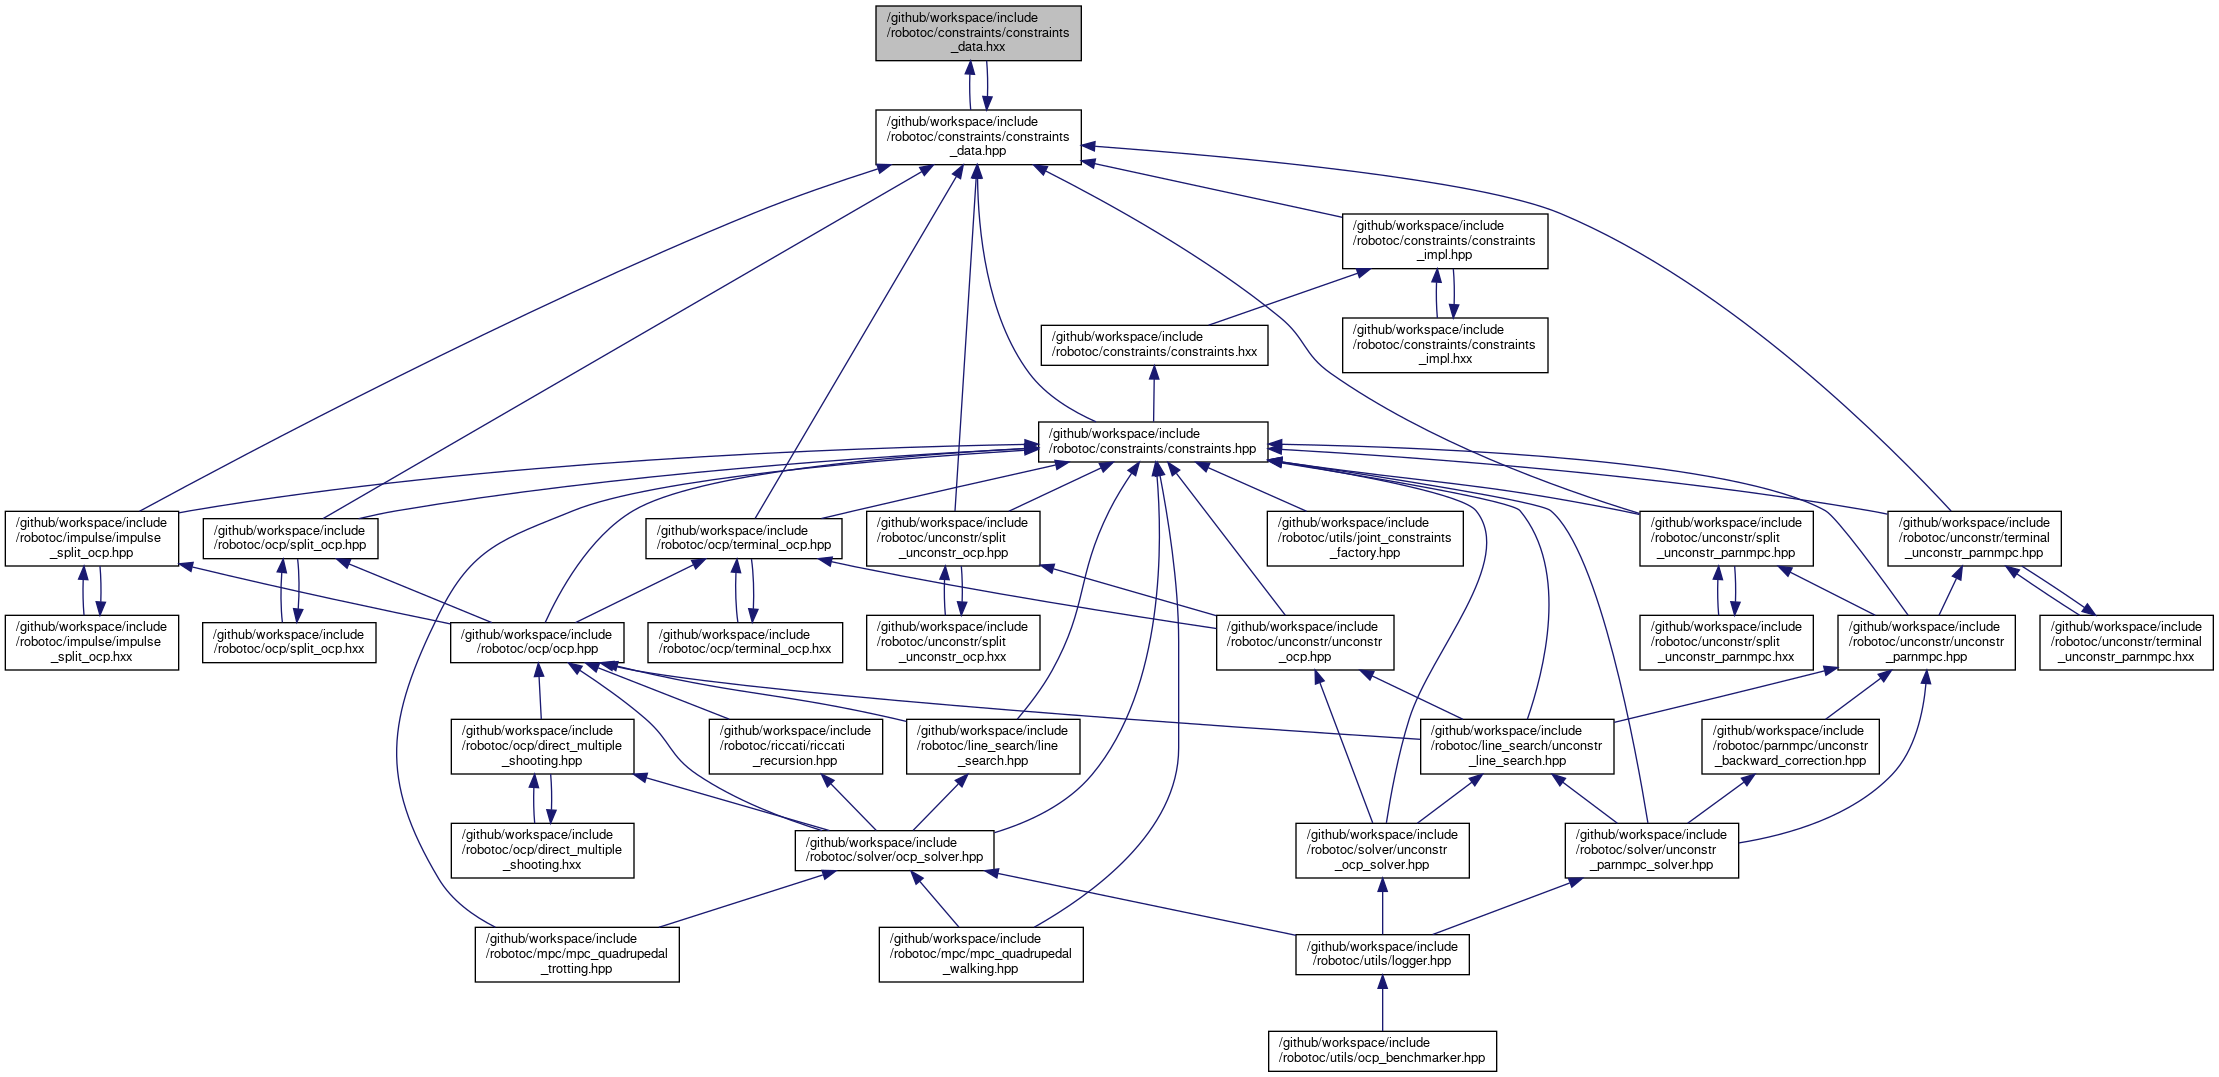 /github/workspace/include
/robotoc/constraints/constraints
_data.hxx
/github/workspace/include
/robotoc/constraints/constraints
_data.hpp
/github/workspace/include
/robotoc/constraints/constraints
_impl.hpp
/github/workspace/include
/robotoc/constraints/constraints.hxx
/github/workspace/include
/robotoc/constraints/constraints
_impl.hxx
/github/workspace/include
/robotoc/constraints/constraints.hpp
/github/workspace/include
/robotoc/impulse/impulse
_split_ocp.hpp
/github/workspace/include
/robotoc/ocp/split_ocp.hpp
/github/workspace/include
/robotoc/ocp/terminal_ocp.hpp
/github/workspace/include
/robotoc/unconstr/split
_unconstr_ocp.hpp
/github/workspace/include
/robotoc/utils/joint_constraints
_factory.hpp
/github/workspace/include
/robotoc/unconstr/split
_unconstr_parnmpc.hpp
/github/workspace/include
/robotoc/unconstr/terminal
_unconstr_parnmpc.hpp
/github/workspace/include
/robotoc/impulse/impulse
_split_ocp.hxx
/github/workspace/include
/robotoc/ocp/split_ocp.hxx
/github/workspace/include
/robotoc/ocp/ocp.hpp
/github/workspace/include
/robotoc/ocp/terminal_ocp.hxx
/github/workspace/include
/robotoc/unconstr/split
_unconstr_ocp.hxx
/github/workspace/include
/robotoc/unconstr/unconstr
_ocp.hpp
/github/workspace/include
/robotoc/unconstr/split
_unconstr_parnmpc.hxx
/github/workspace/include
/robotoc/unconstr/unconstr
_parnmpc.hpp
/github/workspace/include
/robotoc/unconstr/terminal
_unconstr_parnmpc.hxx
/github/workspace/include
/robotoc/ocp/direct_multiple
_shooting.hpp
/github/workspace/include
/robotoc/riccati/riccati
_recursion.hpp
/github/workspace/include
/robotoc/line_search/line
_search.hpp
/github/workspace/include
/robotoc/line_search/unconstr
_line_search.hpp
/github/workspace/include
/robotoc/parnmpc/unconstr
_backward_correction.hpp
/github/workspace/include
/robotoc/ocp/direct_multiple
_shooting.hxx
/github/workspace/include
/robotoc/solver/ocp_solver.hpp
/github/workspace/include
/robotoc/solver/unconstr
_ocp_solver.hpp
/github/workspace/include
/robotoc/solver/unconstr
_parnmpc_solver.hpp
/github/workspace/include
/robotoc/mpc/mpc_quadrupedal
_trotting.hpp
/github/workspace/include
/robotoc/mpc/mpc_quadrupedal
_walking.hpp
/github/workspace/include
/robotoc/utils/logger.hpp
/github/workspace/include
/robotoc/utils/ocp_benchmarker.hpp